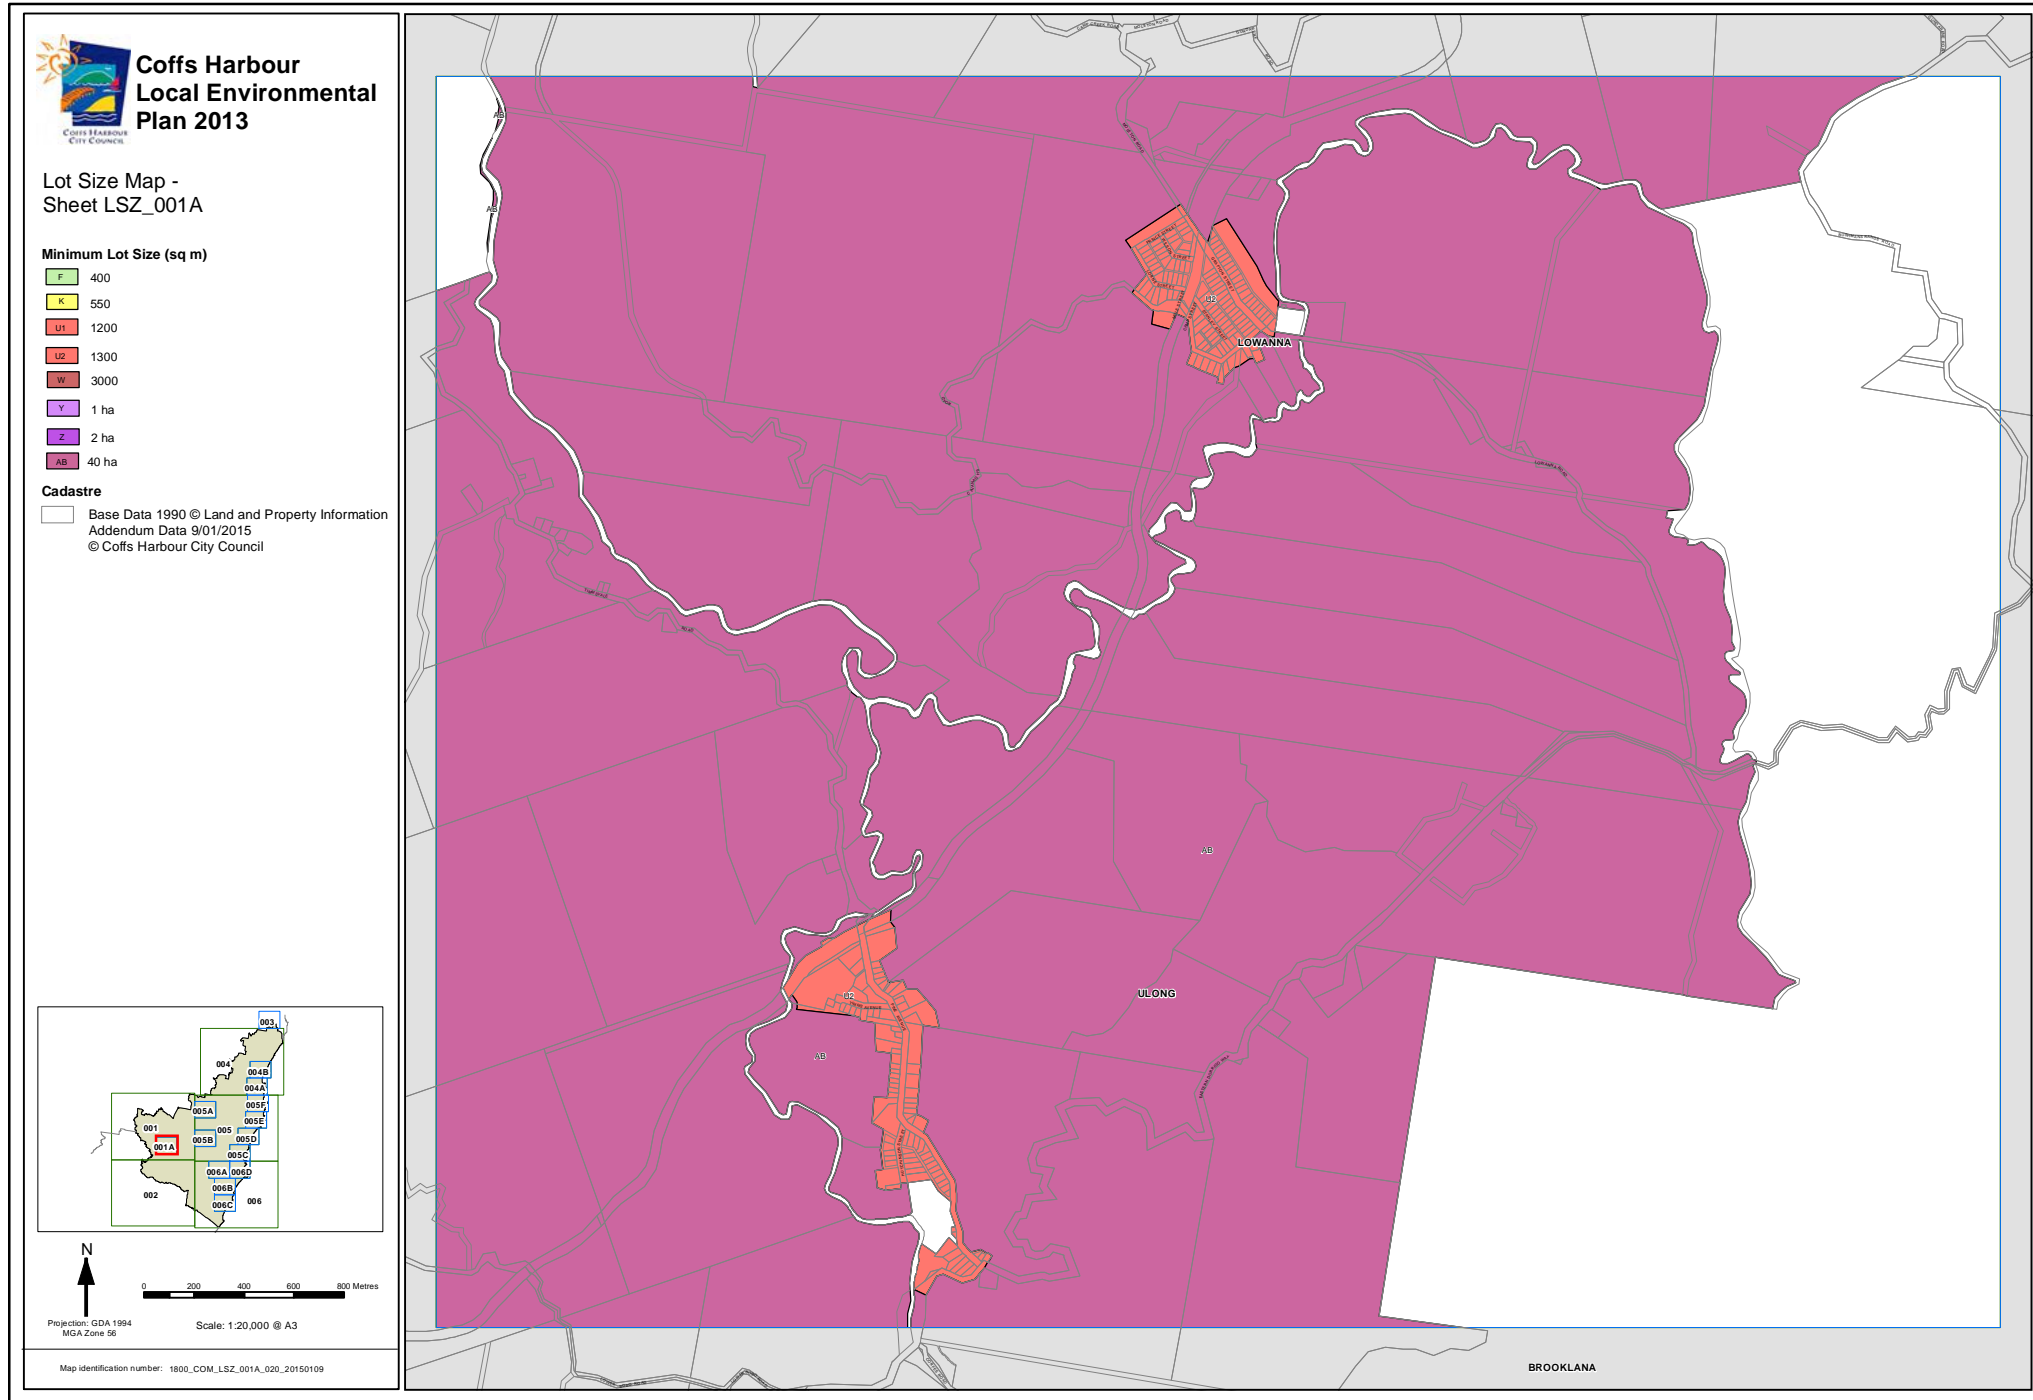 Coffs Harbour
Local Environmental
Plan 2013
COFFS HARBOUR
CITY COUNCIL
Lot Size Map -
Sheet LSZ_001A
Minimum Lot Size (sq m)
F 400
K 550
U1 1200
U2 1300
W 3000
Y 1 ha
Z 2 ha
AB 40 ha
Cadastre
Base Data 1990 © Land and Property Information
Addendum Data 9/01/2015
© Coffs Harbour City Council
003
004
004B
004A
005A
005F
005E
001
005
005B
005D
001A
005C
006A
006D
002
006B
006
006C
N
0 200 400 600 800 Metres
Projection: GDA 1994
MGA Zone 56
Scale: 1:20,000 @ A3
Map identification number: 1800_COM_LSZ_001A_020_20150109
AB
AB
U2
LOWANNA
LOWANNA ROAD
AB
ULONG
U2
AB
EASTERN DORRIGO WAY
BROOKLANA